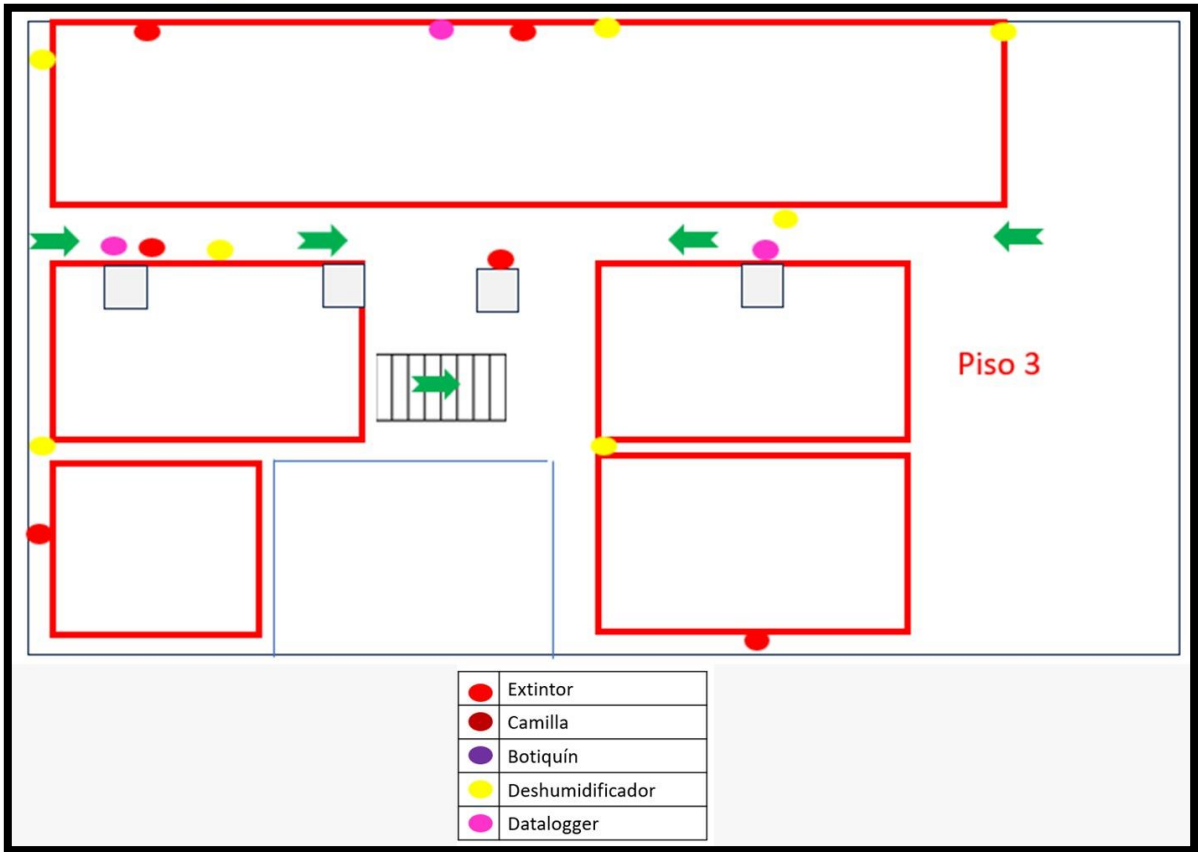 Piso 3
Extintor
Camilla
Botiquín
Deshumidificador
Datalogger